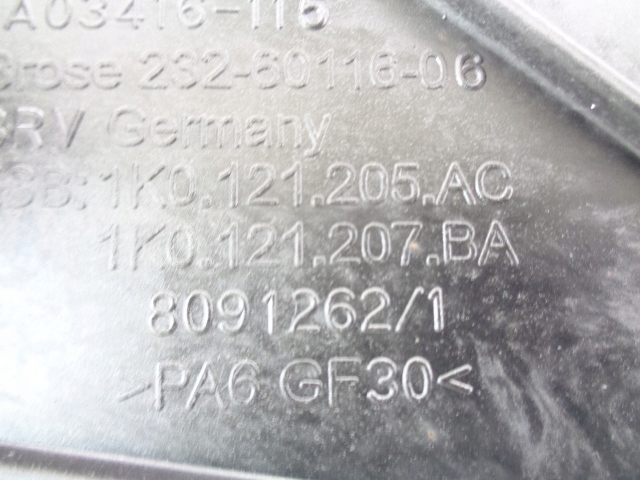 A03416-115
Brose 232-60116-06
BRV Germany
SB: 1K0.121.205.AC
1K0.121.207.BA
8091262/1
>PA6 GF30<